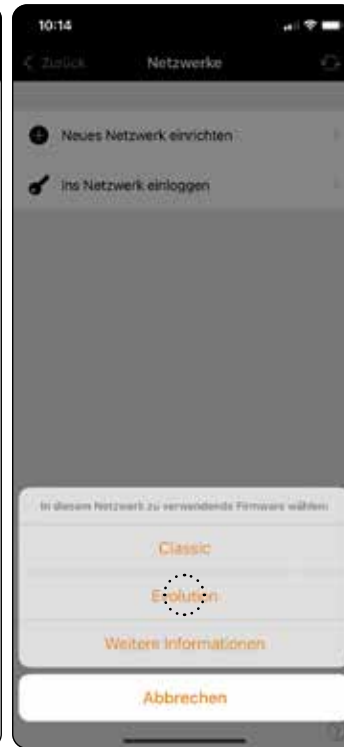 10:14
Zurück
Netzwerke
Neues Netzwerk einrichten
Ins Netzwerk einloggen
In diesem Netzwerk zu verwendende Firmware wählen:
Classic
Evolution
Weitere Informationen
Abbrechen